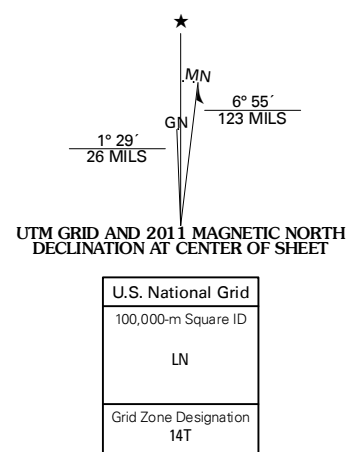 ★
MN
GN
6° 55´
123 MILS
1° 29´
26 MILS
UTM GRID AND 2011 MAGNETIC NORTH
DECLINATION AT CENTER OF SHEET
U.S. National Grid
100,000-m Square ID
LN
Grid Zone Designation
14T